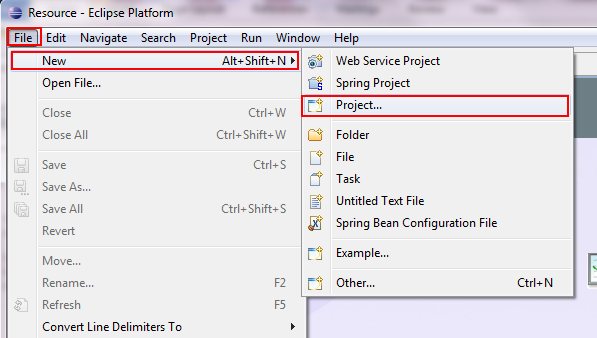 Resource - Eclipse Platform
File Edit Navigate Search Project Run Window Help
New Alt+Shift+N
Open File...
Close Ctrl+W
Close All Ctrl+Shift+W
Save Ctrl+S
Save As...
Save All Ctrl+Shift+S
Revert
Move...
Rename... F2
Refresh F5
Convert Line Delimiters To
Web Service Project
Spring Project
Project...
Folder
File
Task
Untitled Text File
Spring Bean Configuration File
Example...
Other... Ctrl+N